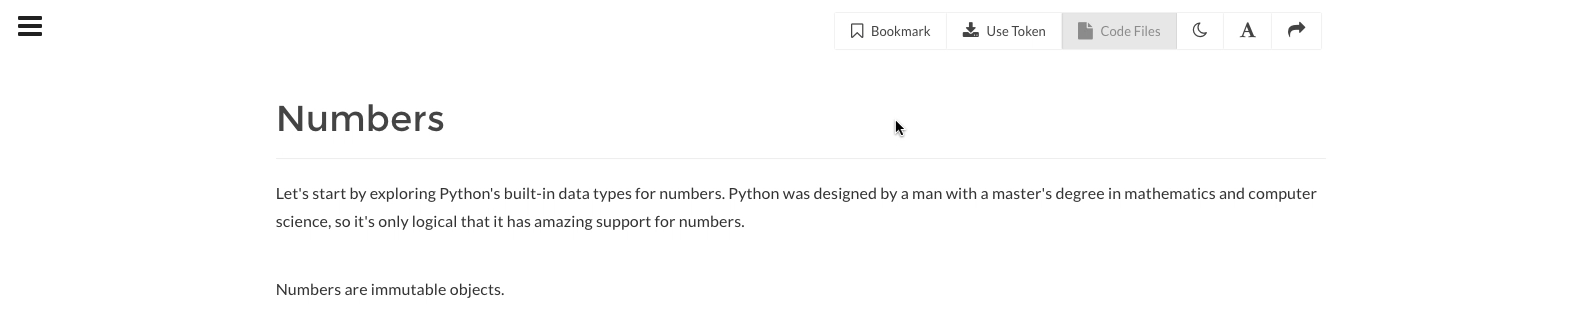 Bookmark Use Token Code Files A
Numbers
Let's start by exploring Python's built-in data types for numbers. Python was designed by a man with a master's degree in mathematics and computer
science, so it's only logical that it has amazing support for numbers.
Numbers are immutable objects.